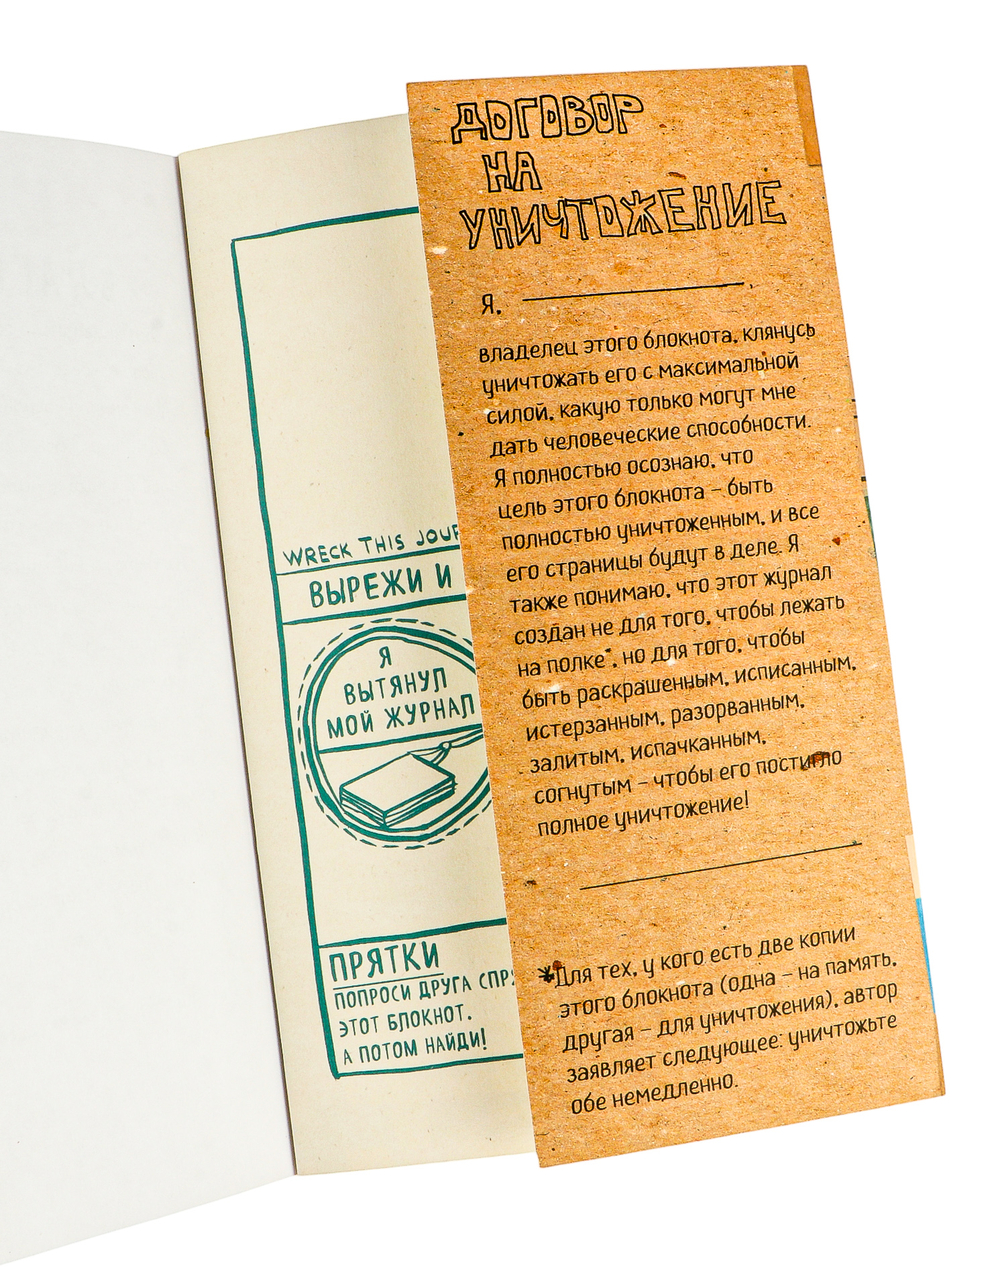 WRECK THIS
ВЫРЕЖИ И
Я
ВЫТЯНУЛ
МОЙ ЖУРНАЛ
ПРЯТКИ
ПОПРОСИ ДРУГА
ЭТОТ БЛОКНОТ,
А ПОТОМ НАЙДИ!
ДОГОВОР
НА
УНИЧТОЖЕНИЕ
Я,
владелец этого блокнота, клянусь
уничтожать его с максимальной
силой, какую только могут мне
дать человеческие способности.
Я полностью осознаю, что
цель этого блокнота – быть
полностью уничтоженным, и все
его страницы будут в деле. Я
также понимаю, что этот журнал
создан не для того, чтобы лежать
на полке*, но для того, чтобы
быть раскрашенным, исписанным,
истерзанным, разорванным,
залитым, испачканным,
согнутым – чтобы его постигло
полное уничтожение!
*Для тех, у кого есть две копии
этого блокнота (одна – на память,
другая – для уничтожения), автор
заявляет следующее: уничтожьте
обе немедленно.